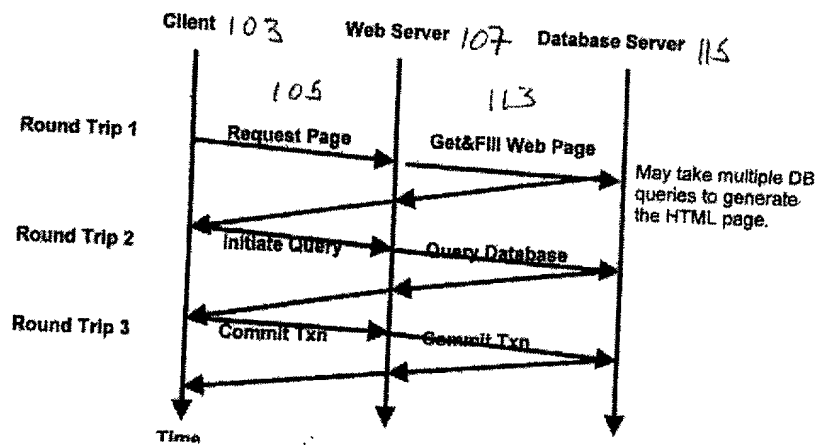 Client 103 Web Server 107 Database Server 115
105 113
Round Trip 1
Request Page
Get&Fill Web Page
May take multiple DB
queries to generate
the HTML page.
Round Trip 2
Initiate Query
Query Database
Round Trip 3
Commit Txn
Commit Txn
Time